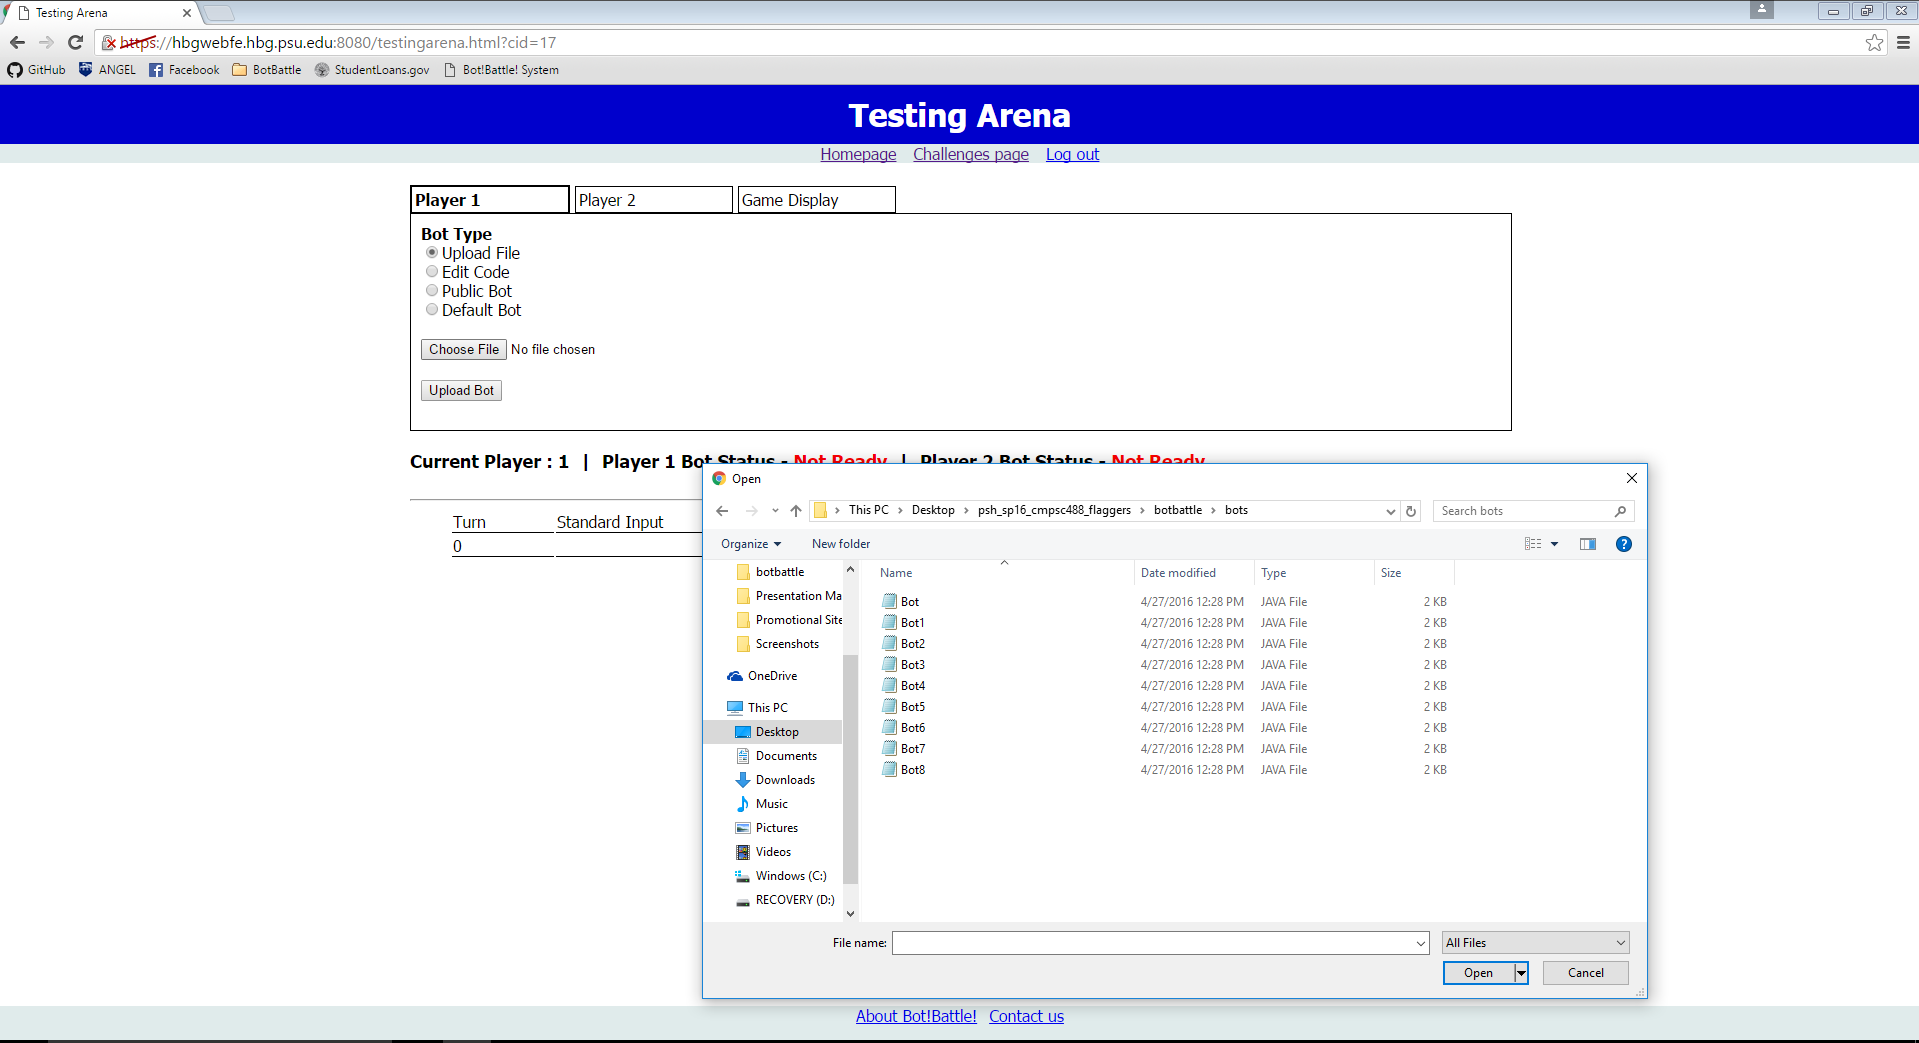 Testing Arena
https://hbgwebfe.hbg.psu.edu:8080/testingarena.html?cid=17
GitHub ANGEL Facebook BotBattle StudentLoans.gov Bot!Battle! System
Testing Arena
Homepage Challenges page Log out
Player 1 Player 2 Game Display
Bot Type
Upload File
Edit Code
Public Bot
Default Bot
Choose File No file chosen
Upload Bot
Current Player : 1 | Player 1 Bot Status - Not Ready | Player 2 Bot Status - Not Ready
Turn Standard Input
0
Open
This PC Desktop psh_sp16_cmpsc488_flaggers botbattle bots Search bots
Organize New folder
botbattle
Presentation Ma
Promotional Site
Screenshots
OneDrive
This PC
Desktop
Documents
Downloads
Music
Pictures
Videos
Windows (C:)
RECOVERY (D:)
Name Date modified Type Size
Bot 4/27/2016 12:28 PM JAVA File 2 KB
Bot1 4/27/2016 12:28 PM JAVA File 2 KB
Bot2 4/27/2016 12:28 PM JAVA File 2 KB
Bot3 4/27/2016 12:28 PM JAVA File 2 KB
Bot4 4/27/2016 12:28 PM JAVA File 2 KB
Bot5 4/27/2016 12:28 PM JAVA File 2 KB
Bot6 4/27/2016 12:28 PM JAVA File 2 KB
Bot7 4/27/2016 12:28 PM JAVA File 2 KB
Bot8 4/27/2016 12:28 PM JAVA File 2 KB
File name: All Files
Open Cancel
About Bot!Battle! Contact us